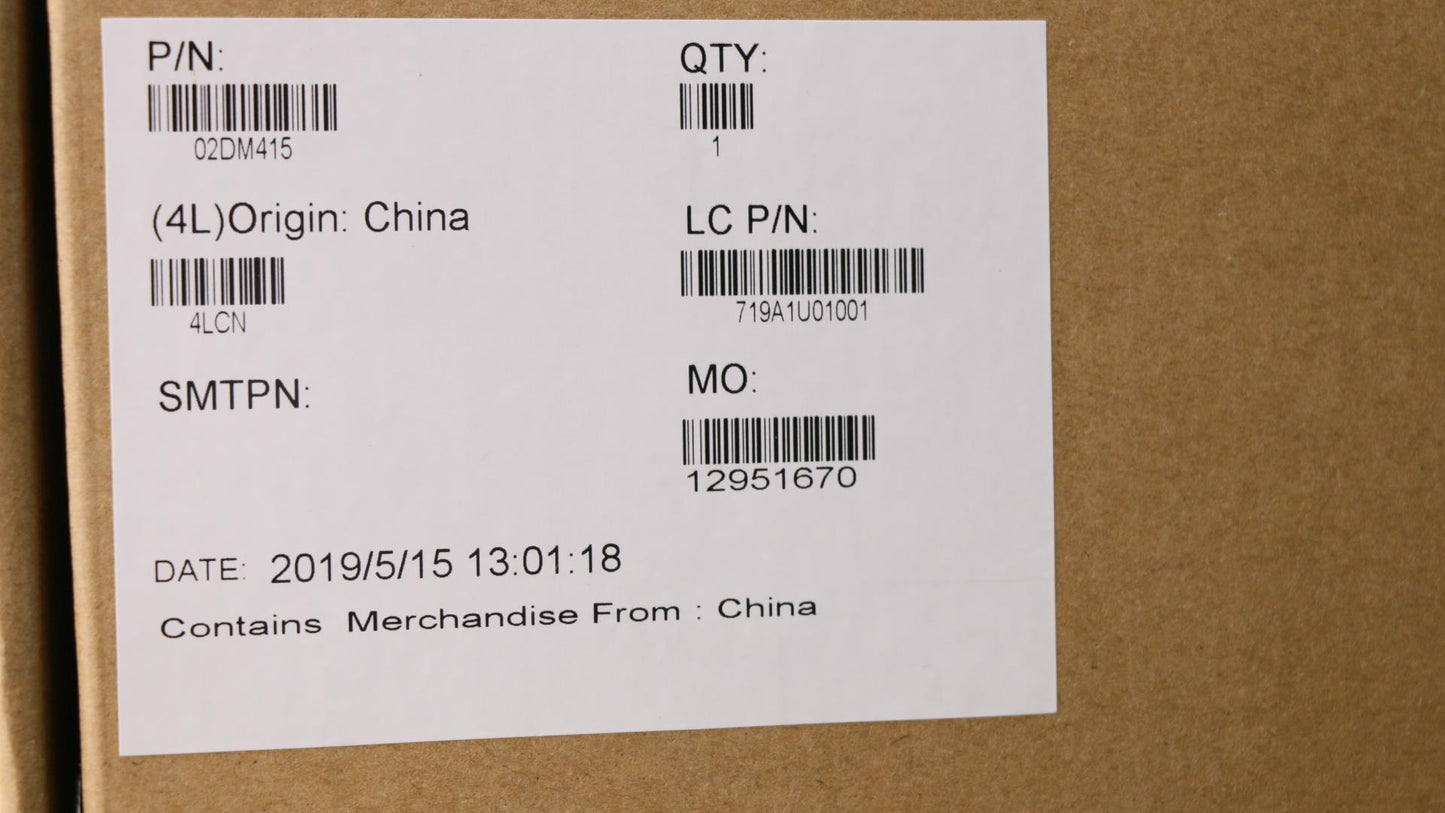 P/N:
02DM415
QTY:
1
(4L)Origin: China
4LCN
LC P/N:
719A1U01001
SMTPN:
MO:
12951670
DATE: 2019/5/15 13:01:18
Contains Merchandise From : China